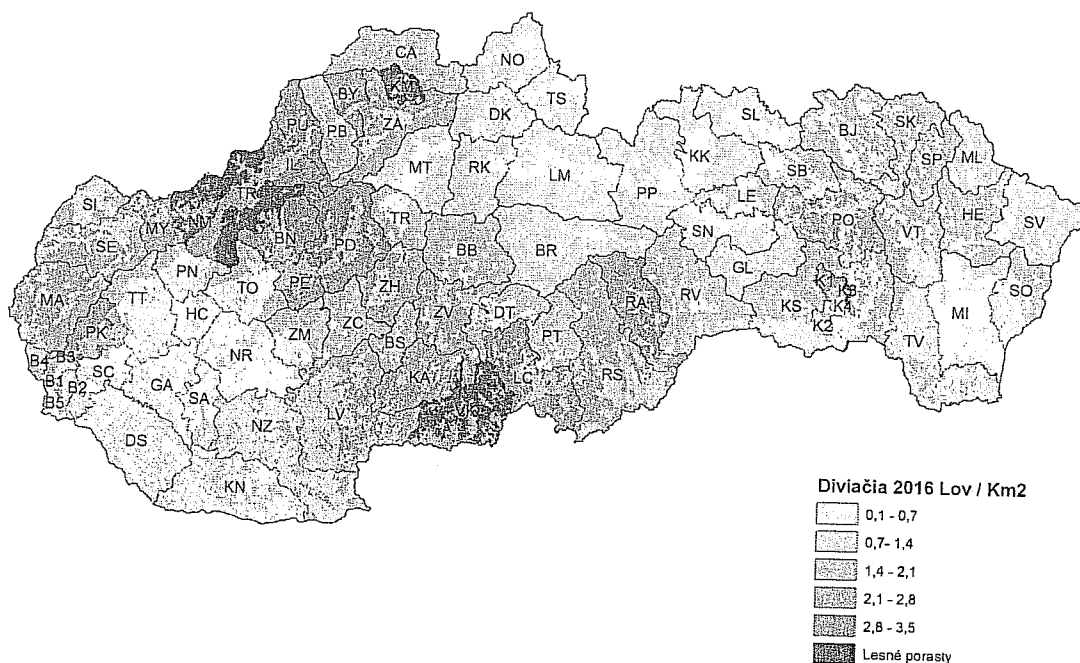 CA
NO
BY
KM
TS
PU
PB
ZA
DK
SL
BJ
SK
IL
MT
RK
LM
PP
KK
SB
SP
ML
SI
TR
LE
PO
VT
HE
SV
MY
NM
BN
PD
TR
BB
BR
SN
SE
PN
TO
PE
ZH
GL
MA
TT
HC
ZM
ZC
ZV
DT
PT
RA
RV
KS
K2
MI
SO
PK
NR
BS
TV
B4
B3
SC
GA
SA
KA
LC
RS
B1
B2
B5
LV
DS
NZ
KN
Diviačia 2016 Lov / Km2
0,1 - 0,7
0,7 - 1,4
1,4 - 2,1
2,1 - 2,8
2,8 - 3,5
Lesné porasty